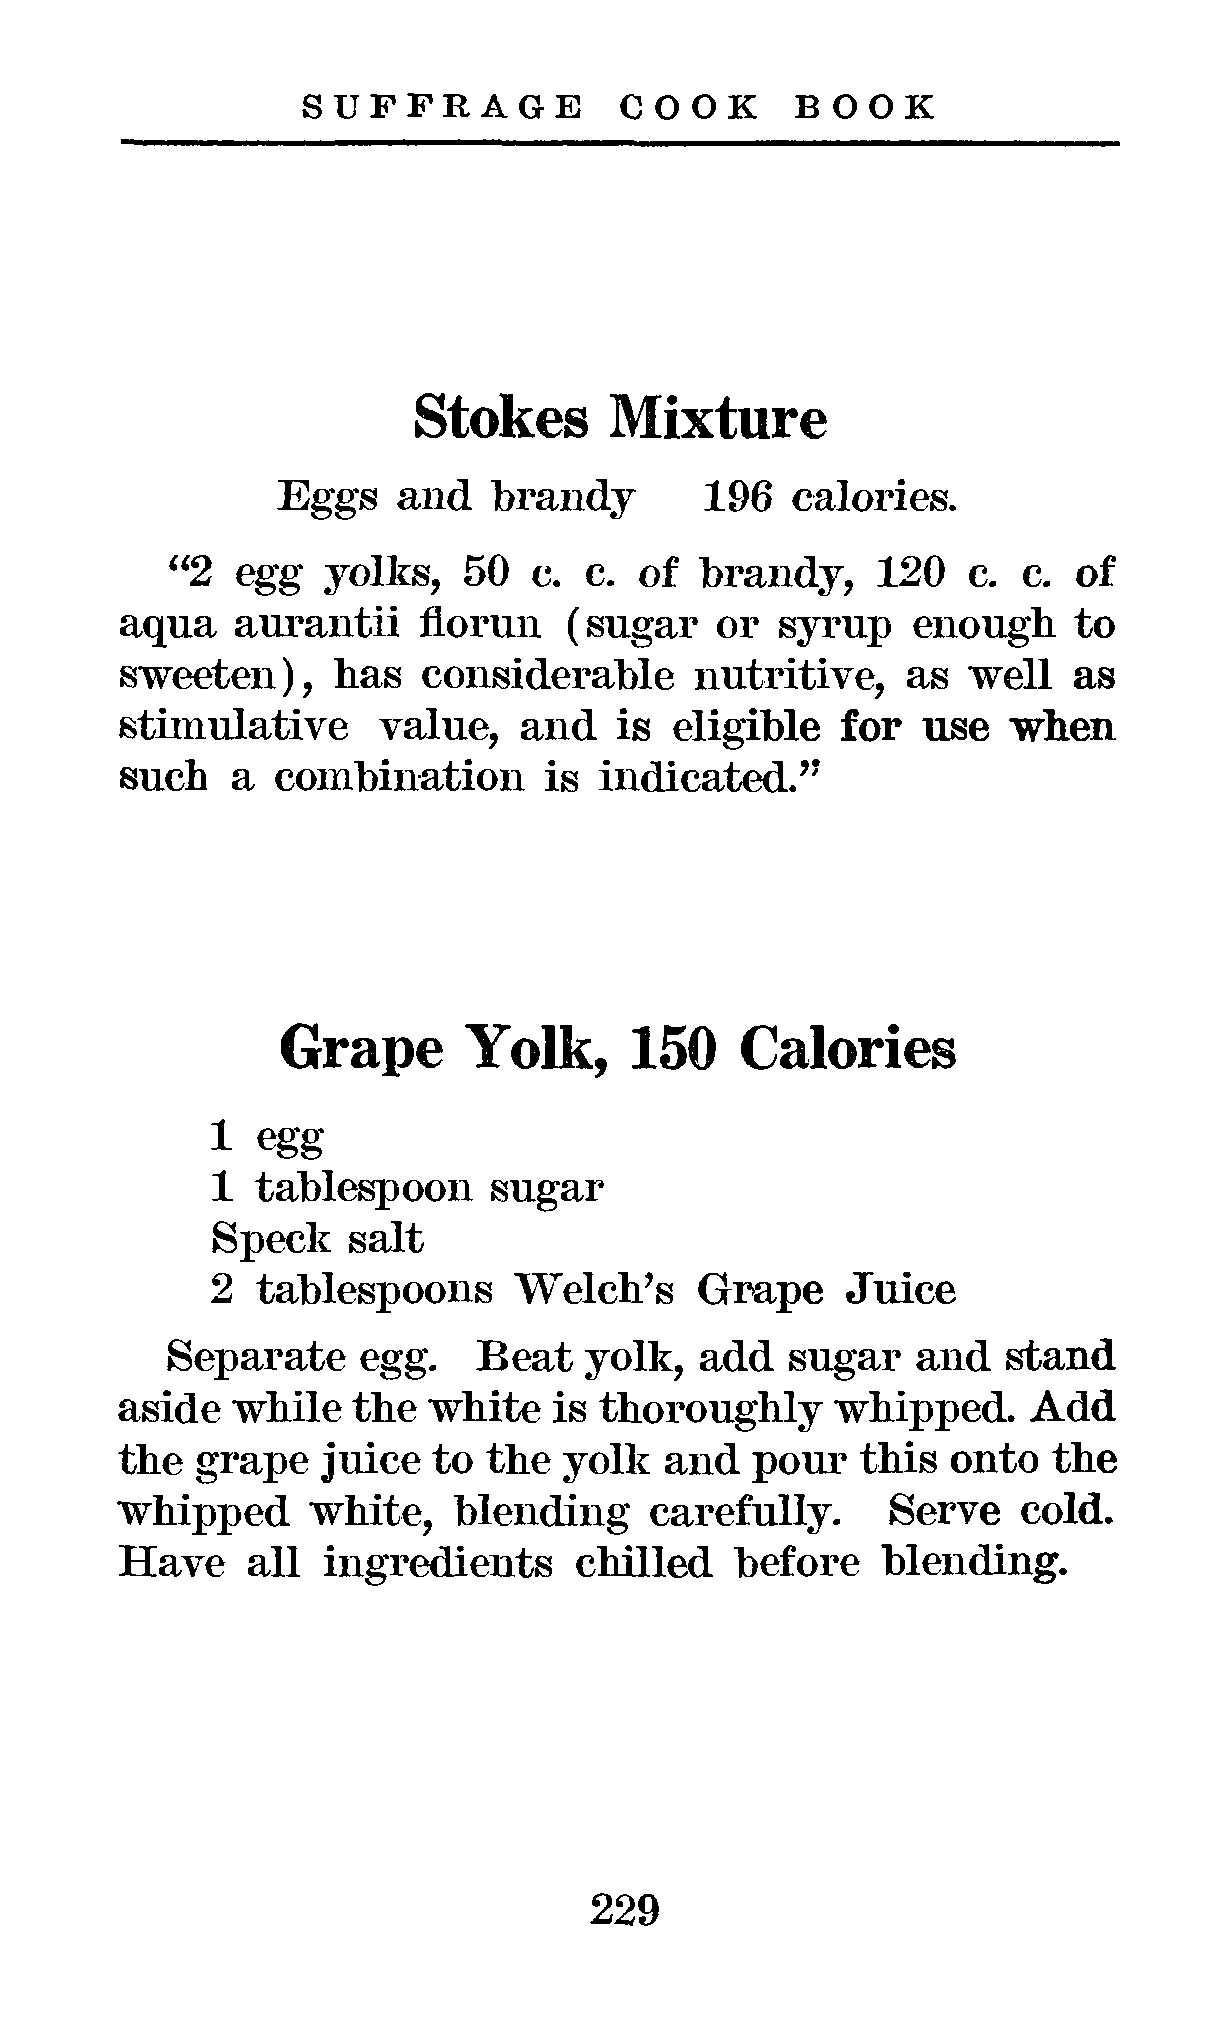 SUFFRAGE COOK BOOK
Stokes Mixture
Eggs and brandy 196 calories.
“2 egg yolks, 50 c. c. of brandy, 120 c. c. of
aqua aurantii florun (sugar or syrup enough to
sweeten), has considerable nutritive, as well as
stimulative value, and is eligible for use when
such a combination is indicated.”
Grape Yolk, 150 Calories
1 egg
1 tablespoon sugar
Speck salt
2 tablespoons Welch’s Grape Juice
Separate egg. Beat yolk, add sugar and stand
aside while the white is thoroughly whipped. Add
the grape juice to the yolk and pour this onto the
whipped white, blending carefully. Serve cold.
Have all ingredients chilled before blending.
229